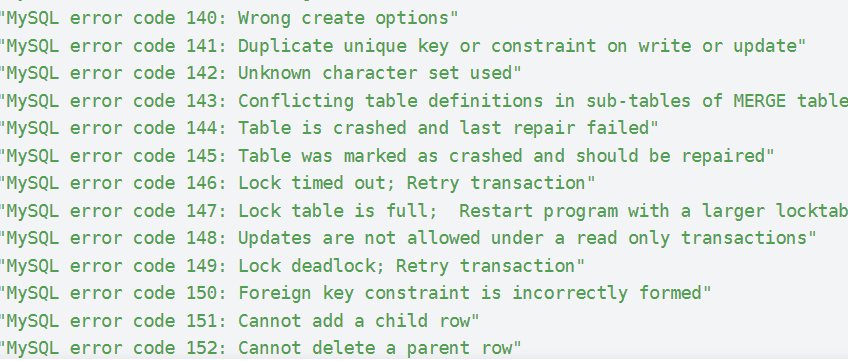 "MySQL error code 140: Wrong create options"
"MySQL error code 141: Duplicate unique key or constraint on write or update"
"MySQL error code 142: Unknown character set used"
"MySQL error code 143: Conflicting table definitions in sub-tables of MERGE table
"MySQL error code 144: Table is crashed and last repair failed"
"MySQL error code 145: Table was marked as crashed and should be repaired"
"MySQL error code 146: Lock timed out; Retry transaction"
"MySQL error code 147: Lock table is full;  Restart program with a larger locktab
"MySQL error code 148: Updates are not allowed under a read only transactions"
"MySQL error code 149: Lock deadlock; Retry transaction"
"MySQL error code 150: Foreign key constraint is incorrectly formed"
"MySQL error code 151: Cannot add a child row"
"MySQL error code 152: Cannot delete a parent row"